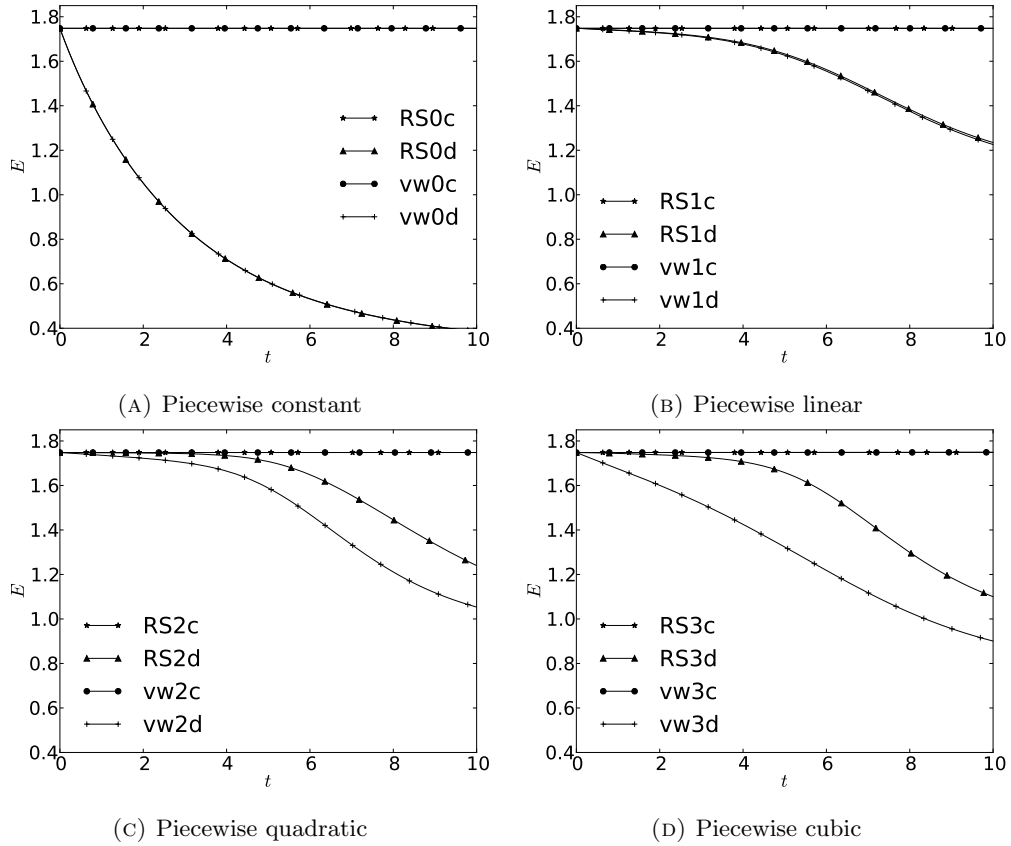 1.8
1.6
1.4
1.2
1.0
0.8
0.6
0.4
E
RS0c
RS0d
vw0c
vw0d
0 2 4 6 8 10
t
(A) Piecewise constant
1.8
1.6
1.4
1.2
1.0
0.8
0.6
0.4
E
RS1c
RS1d
vw1c
vw1d
0 2 4 6 8 10
t
(B) Piecewise linear
1.8
1.6
1.4
1.2
1.0
0.8
0.6
0.4
E
RS2c
RS2d
vw2c
vw2d
0 2 4 6 8 10
t
(C) Piecewise quadratic
1.8
1.6
1.4
1.2
1.0
0.8
0.6
0.4
E
RS3c
RS3d
vw3c
vw3d
0 2 4 6 8 10
t
(D) Piecewise cubic